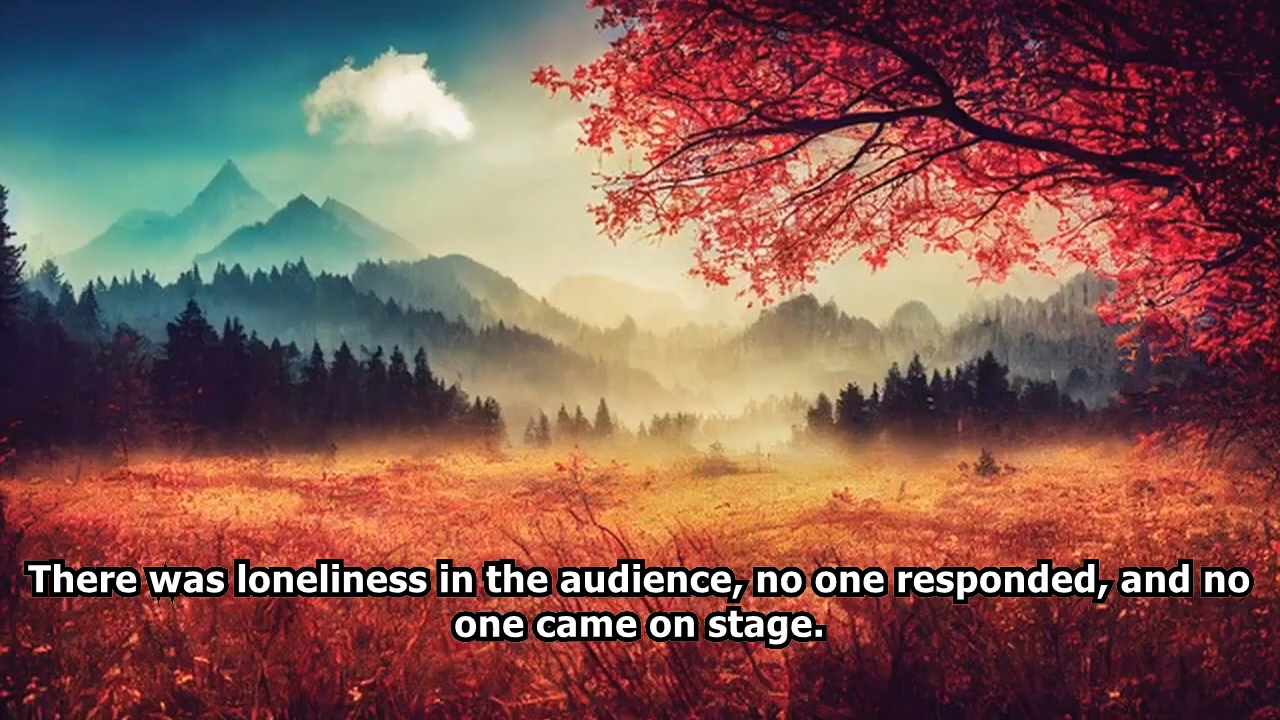 There was loneliness in the audience, no one responded, and no
one came on stage.